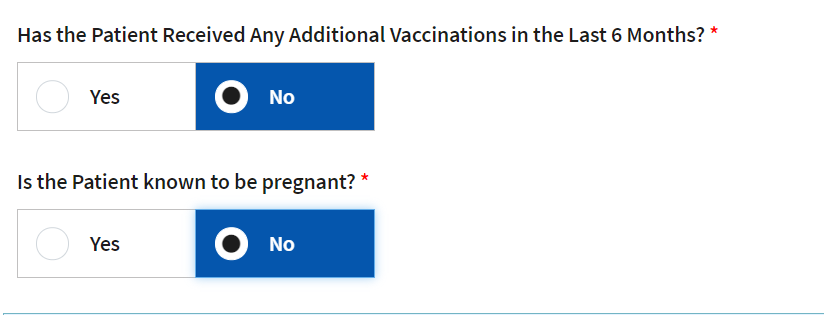 Has the Patient Received Any Additional Vaccinations in the Last 6 Months? *
Yes No
Is the Patient known to be pregnant? *
Yes No